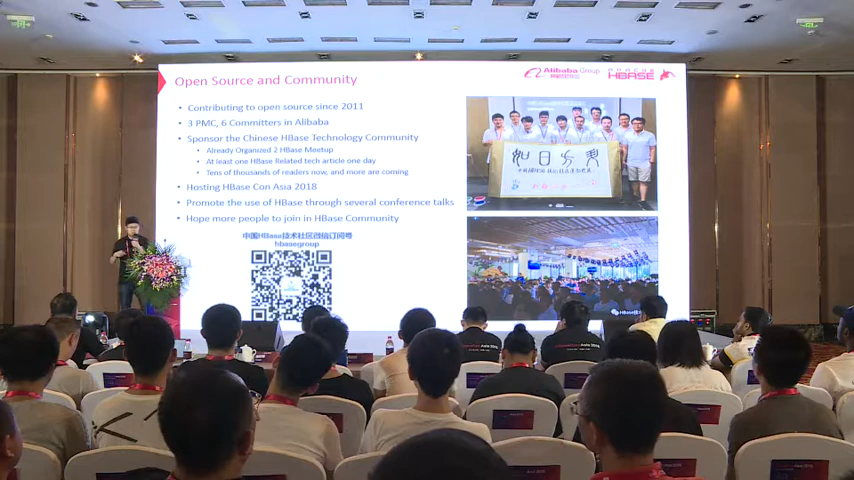 Open Source and Community
Alibaba Group
HBASE
• Contributing to open source since 2011
• 3 PMC, 6 Committers in Alibaba
• Sponsor the Chinese HBase Technology Community
• Already Organized 2 HBase Meetup
• At least one HBase Related tech article one day
• Tens of thousands of readers now, and more are coming
• Hosting HBase Con Asia 2018
• Promote the use of HBase through several conference talks
• Hope more people to join in HBase Community
中国HBase技术社区微信订阅号
hbasegroup